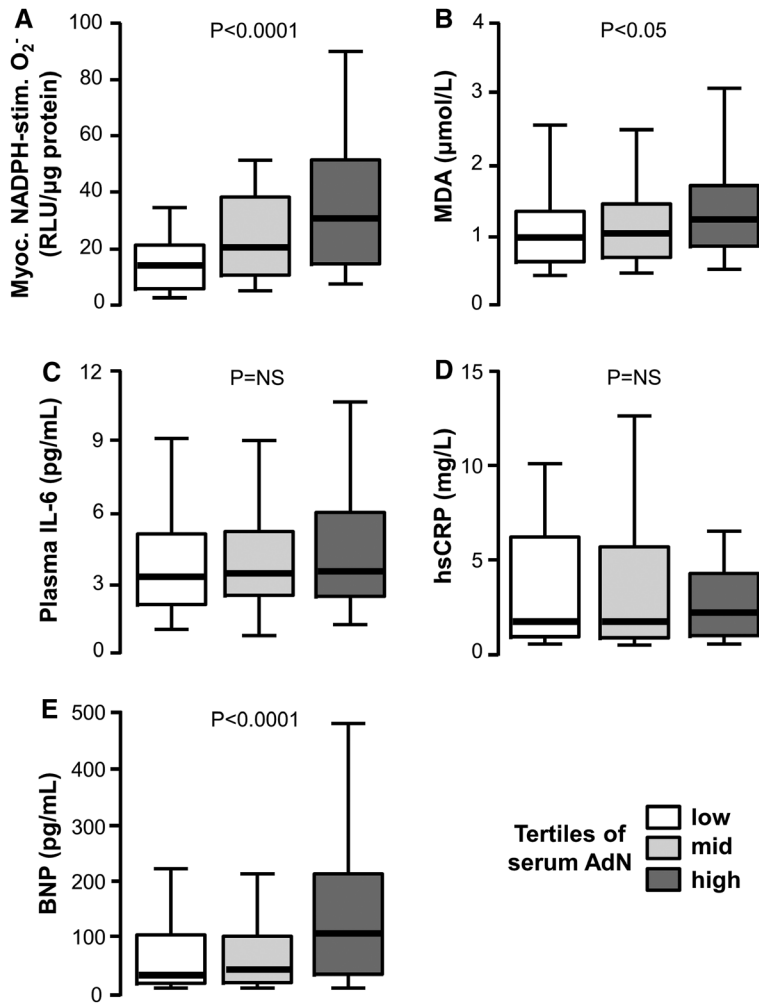 A
Myoc. NADPH-stim. O₂⁻
(RLU/µg protein)
P<0.0001
100
80
60
40
20
0
B
MDA (µmol/L)
P<0.05
4
3
2
1
0
C
Plasma IL-6 (pg/mL)
P=NS
12
9
6
3
0
D
hsCRP (mg/L)
P=NS
15
10
5
0
E
BNP (pg/mL)
P<0.0001
500
400
300
200
100
0
Tertiles of
serum AdN
low
mid
high